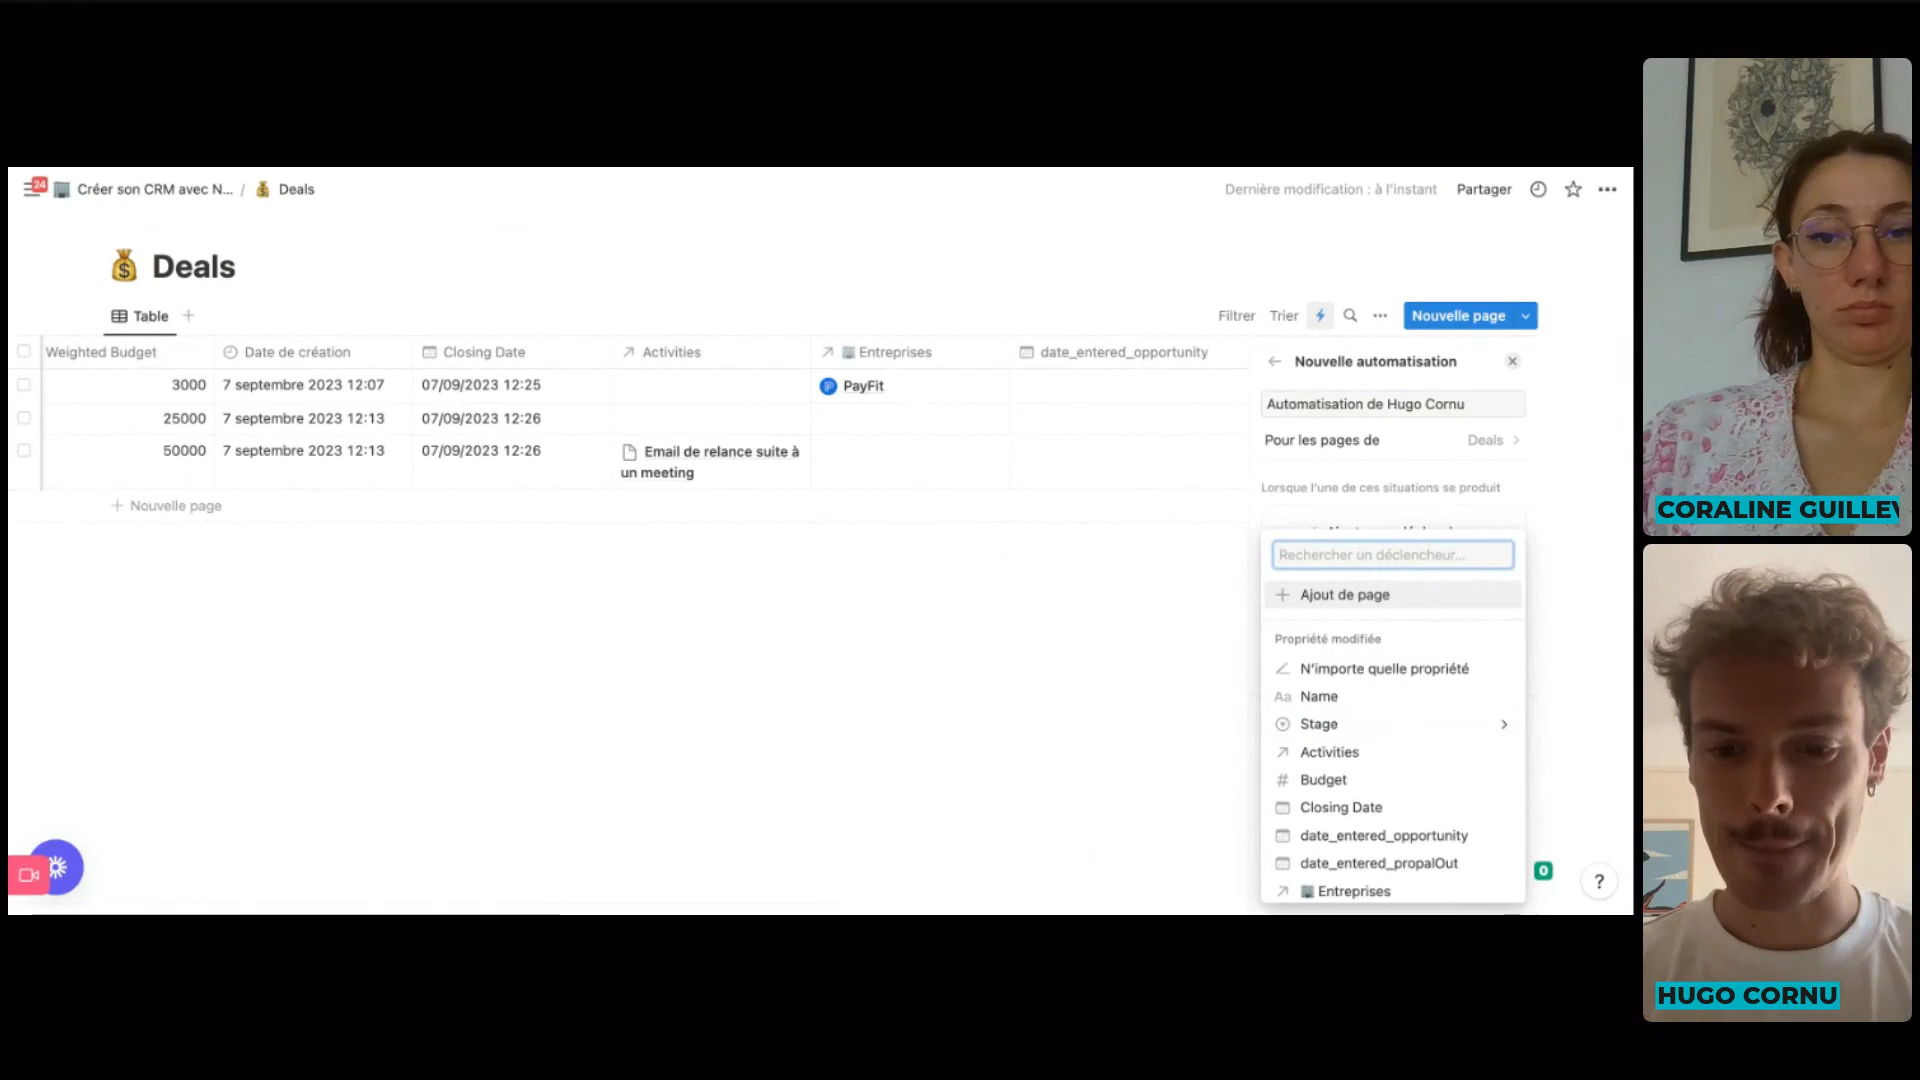 24 Créer son CRM avec N... / Deals
Dernière modification : à l'instant Partager
Deals
Table
Filtrer Trier Nouvelle page
Weighted Budget Date de création Closing Date Activities Entreprises date_entered_opportunity
3000 7 septembre 2023 12:07 07/09/2023 12:25 PayFit
25000 7 septembre 2023 12:13 07/09/2023 12:26
50000 7 septembre 2023 12:13 07/09/2023 12:26 Email de relance suite à
un meeting
Nouvelle page
Nouvelle automatisation
Automatisation de Hugo Cornu
Pour les pages de Deals
Lorsque l'une de ces situations se produit
Rechercher un déclencheur...
Ajout de page
Propriété modifiée
N'importe quelle propriété
Aa Name
Stage
Activities
# Budget
Closing Date
date_entered_opportunity
date_entered_propalOut
Entreprises
0
?
CORALINE GUILLEV
HUGO CORNU